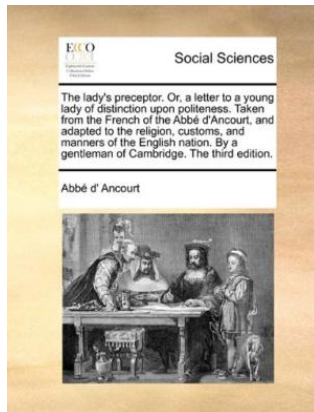 ECCO
Social Sciences
The lady's preceptor. Or, a letter to a young
lady of distinction upon politeness. Taken
from the French of the Abbé d'Ancourt, and
adapted to the religion, customs, and
manners of the English nation. By a
gentleman of Cambridge. The third edition.
Abbé d' Ancourt